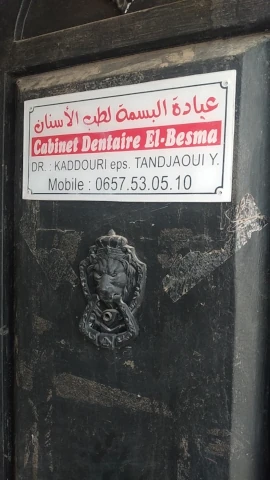 عيادة البسمة لطب الأسنان
Cabinet Dentaire El-Besma
DR. : KADDOURI eps. TANDJAOUI Y.
Mobile : 0657.53.05.10